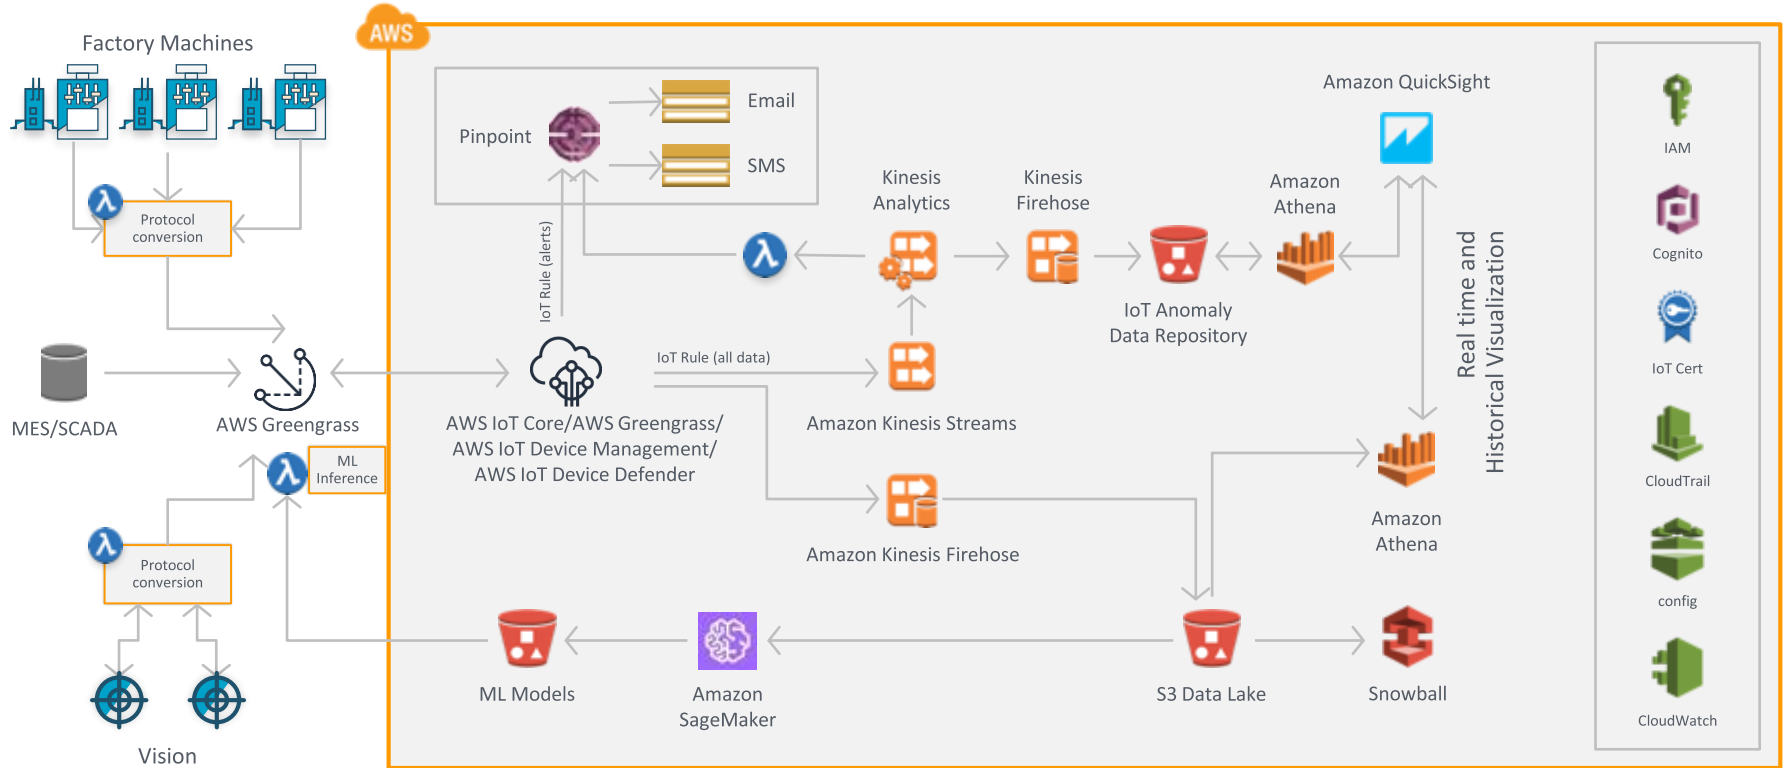 AWS
Factory Machines
Protocol
conversion
MES/SCADA
AWS Greengrass
ML
Inference
Protocol
conversion
Vision
Pinpoint
Email
SMS
IoT Rule (alerts)
Kinesis
Analytics
Kinesis
Firehose
IoT Anomaly
Data Repository
Amazon
Athena
Amazon QuickSight
Real time and
Historical Visualization
IoT Rule (all data)
AWS IoT Core/AWS Greengrass/
AWS IoT Device Management/
AWS IoT Device Defender
Amazon Kinesis Streams
Amazon Kinesis Firehose
Amazon
Athena
ML Models
Amazon
SageMaker
S3 Data Lake
Snowball
IAM
Cognito
IoT Cert
CloudTrail
config
CloudWatch